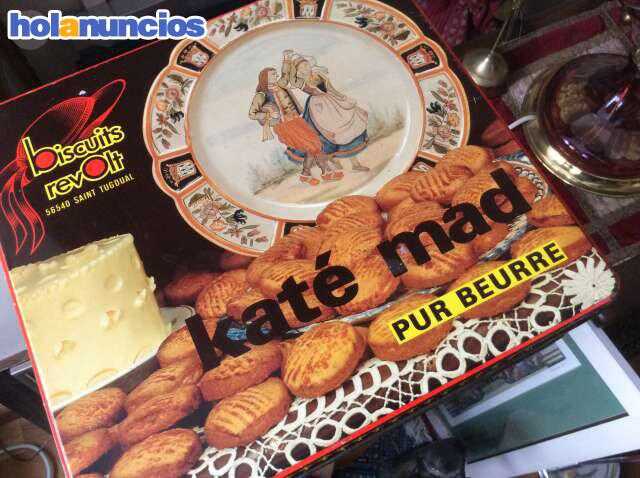 holanuncios
biscuits
revolt
56540 SAINT TUGDUAL
katé mad
PUR BEURRE